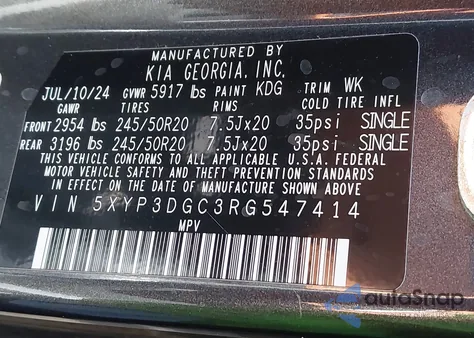 MANUFACTURED BY
KIA GEORGIA, INC.
JUL/10/24 GVWR 5917 lbs PAINT KDG TRIM WK
GAWR TIRES RIMS COLD TIRE INFL
FRONT 2954 lbs 245/50R20 7.5Jx20 35psi SINGLE
REAR 3196 lbs 245/50R20 7.5Jx20 35psi SINGLE
THIS VEHICLE CONFORMS TO ALL APPLICABLE U.S.A. FEDERAL
MOTOR VEHICLE SAFETY AND THEFT PREVENTION STANDARDS
IN EFFECT ON THE DATE OF MANUFACTURE SHOWN ABOVE.
VIN 5XYP3DGC3RG547414
MPV
autoSnap